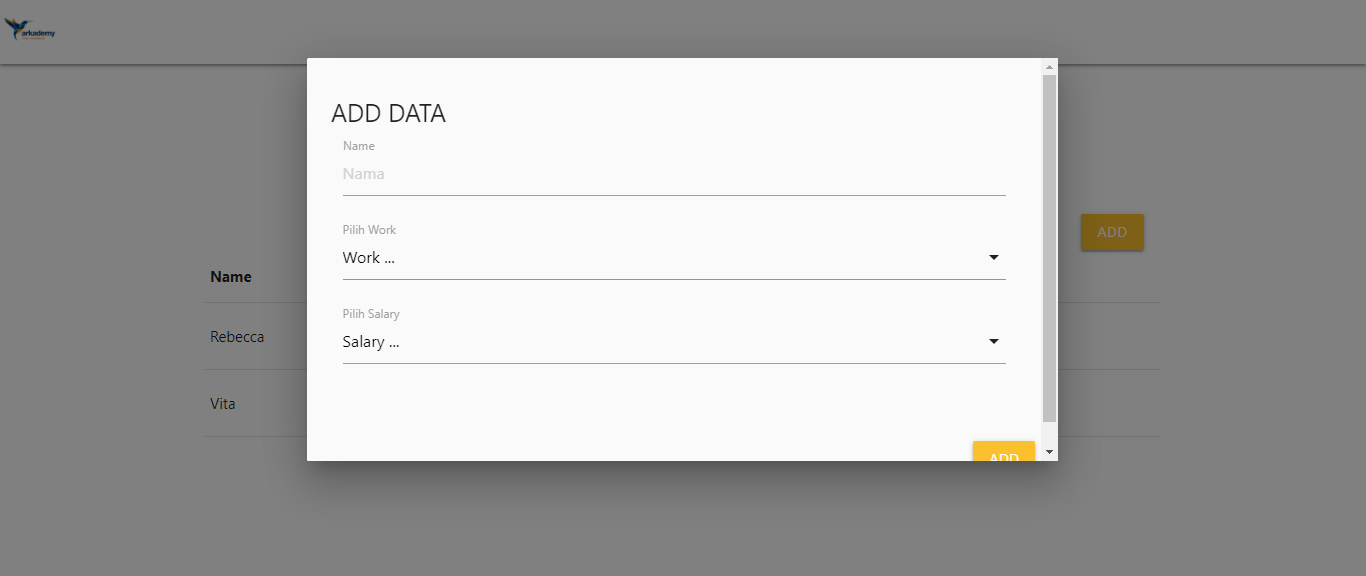 arkademy
ADD DATA
Name
Nama
Pilih Work
Work ...
Pilih Salary
Salary ...
ADD
ADD
Name
Rebecca
Vita